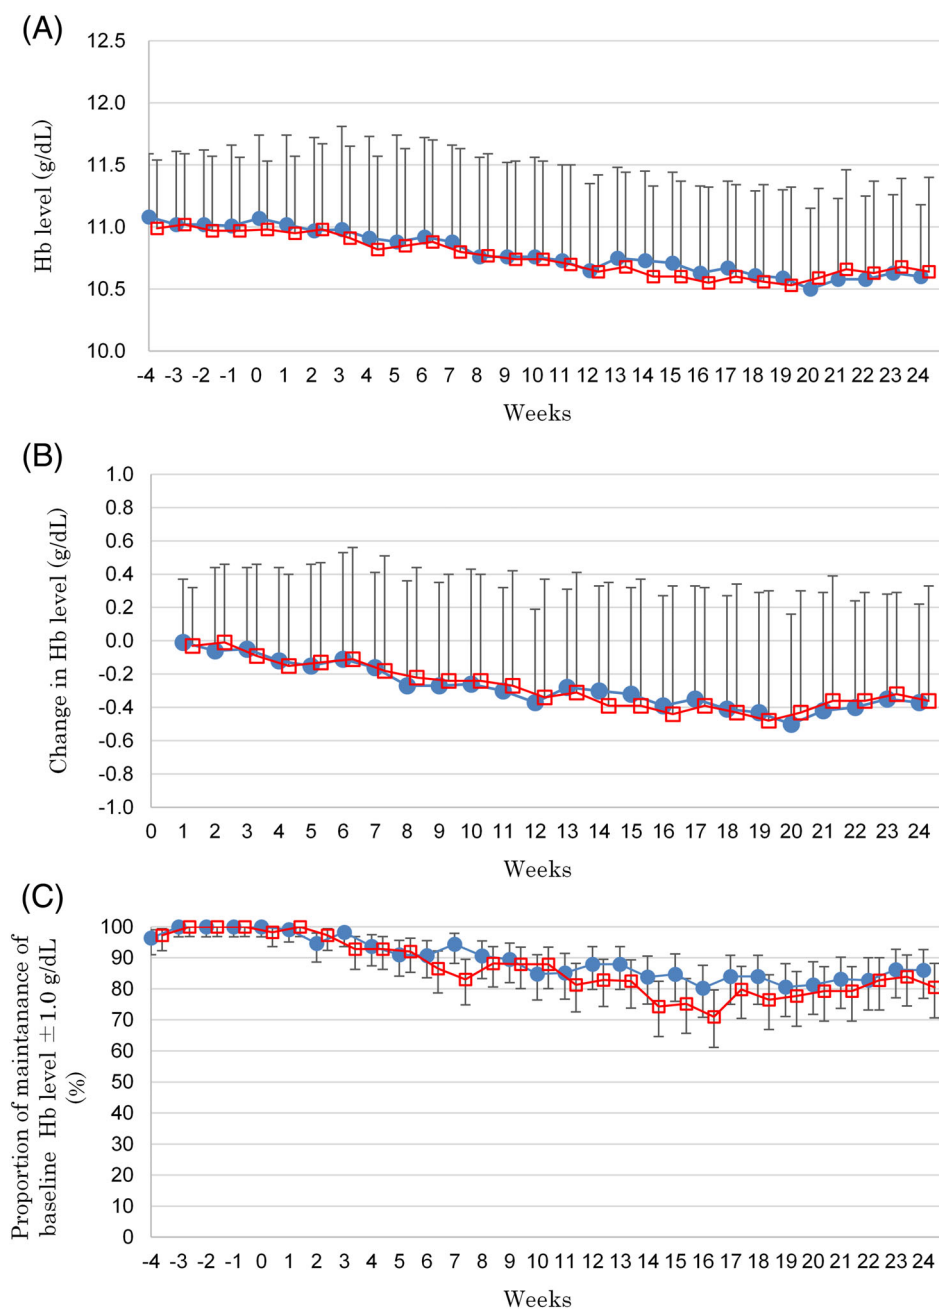 (A)
Hb level (g/dL)
12.5
12.0
11.5
11.0
10.5
10.0
-4 -3 -2 -1 0 1 2 3 4 5 6 7 8 9 10 11 12 13 14 15 16 17 18 19 20 21 22 23 24
Weeks
(B)
Change in Hb level (g/dL)
1.0
0.8
0.6
0.4
0.2
0.0
-0.2
-0.4
-0.6
-0.8
-1.0
0 1 2 3 4 5 6 7 8 9 10 11 12 13 14 15 16 17 18 19 20 21 22 23 24
Weeks
(C)
Proportion of maintanance of
baseline Hb level ± 1.0 g/dL
(%)
100
90
80
70
60
50
40
30
20
10
0
-4 -3 -2 -1 0 1 2 3 4 5 6 7 8 9 10 11 12 13 14 15 16 17 18 19 20 21 22 23 24
Weeks